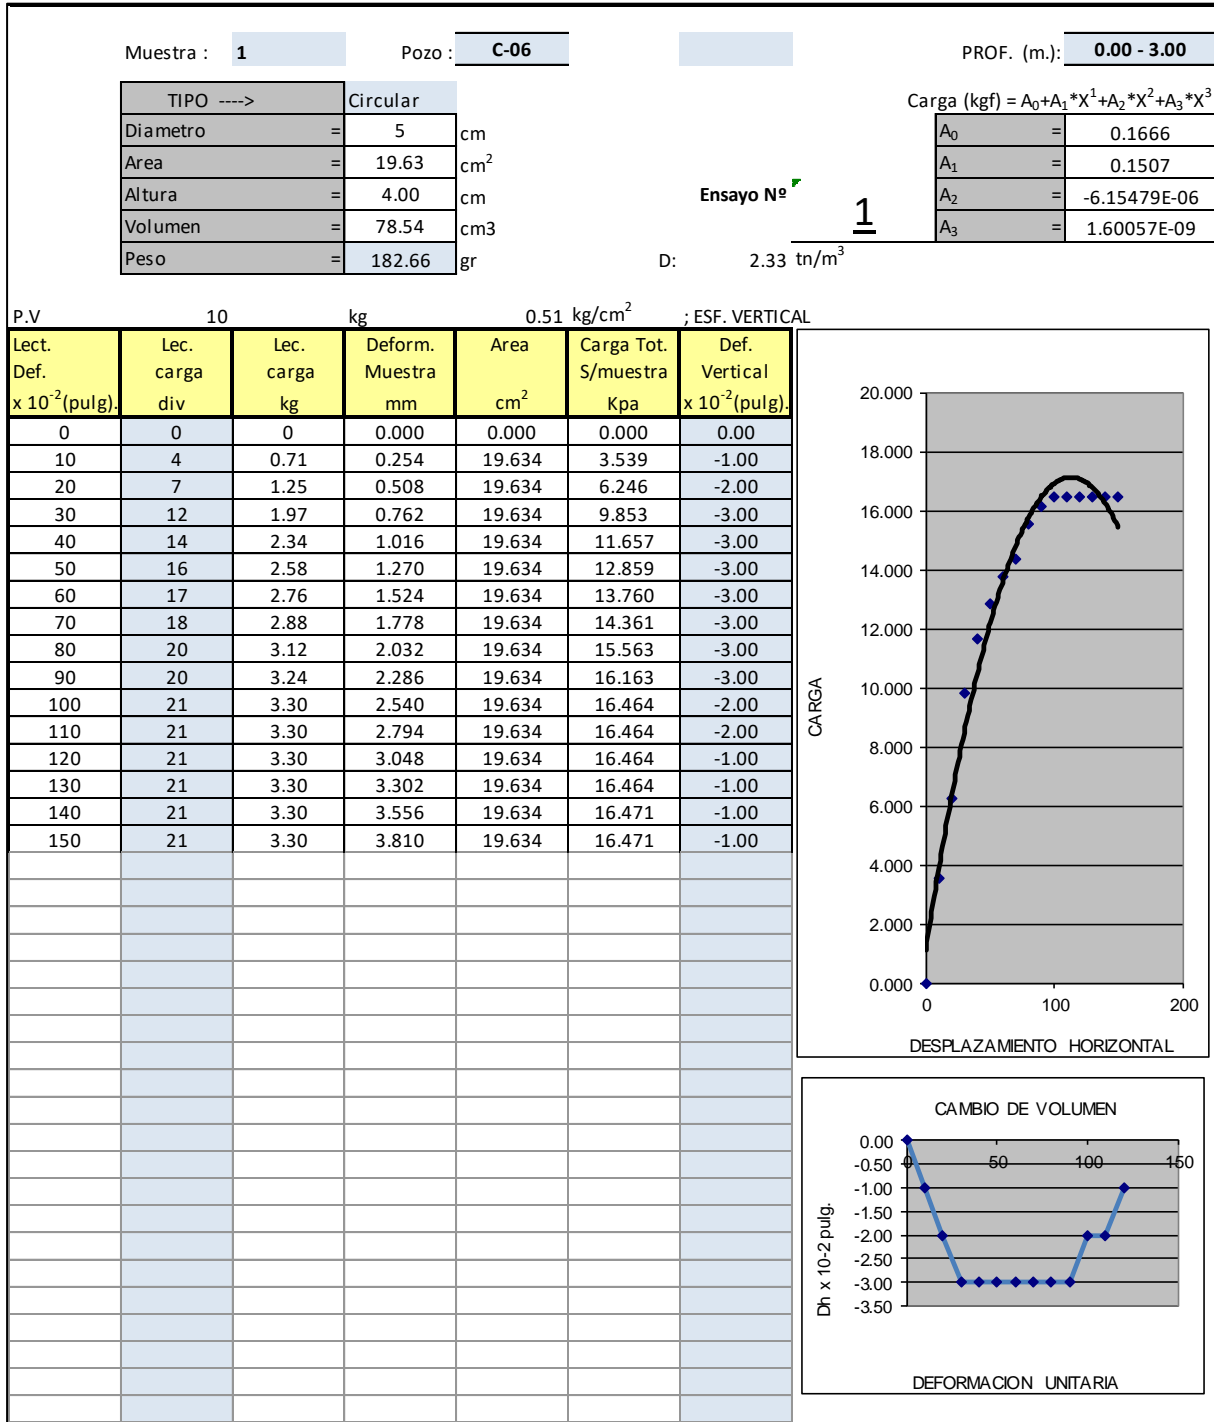 Muestra : 1 Pozo : C-06 PROF. (m.): 0.00 - 3.00
TIPO ----> Circular
Carga (kgf) = A0+A1*X1+A2*X2+A3*X3
Diametro = 5 cm
A0 = 0.1666
Area = 19.63 cm2
A1 = 0.1507
Altura = 4.00 cm
Ensayo Nº 1
A2 = -6.15479E-06
Volumen = 78.54 cm3
A3 = 1.60057E-09
Peso = 182.66 gr
D: 2.33 tn/m3
P.V 10 kg 0.51 kg/cm2 ; ESF. VERTICAL
Lect. Lec. Lec. Deform. Area Carga Tot. Def.
Def. carga carga Muestra S/muestra Vertical
x 10-2(pulg). div kg mm cm2 Kpa x 10-2(pulg).
0 0 0 0.000 0.000 0.000 0.00
10 4 0.71 0.254 19.634 3.539 -1.00
20 7 1.25 0.508 19.634 6.246 -2.00
30 12 1.97 0.762 19.634 9.853 -3.00
40 14 2.34 1.016 19.634 11.657 -3.00
50 16 2.58 1.270 19.634 12.859 -3.00
60 17 2.76 1.524 19.634 13.760 -3.00
70 18 2.88 1.778 19.634 14.361 -3.00
80 20 3.12 2.032 19.634 15.563 -3.00
90 20 3.24 2.286 19.634 16.163 -3.00
100 21 3.30 2.540 19.634 16.464 -2.00
110 21 3.30 2.794 19.634 16.464 -2.00
120 21 3.30 3.048 19.634 16.464 -1.00
130 21 3.30 3.302 19.634 16.464 -1.00
140 21 3.30 3.556 19.634 16.471 -1.00
150 21 3.30 3.810 19.634 16.471 -1.00
20.000
18.000
16.000
14.000
12.000
10.000
8.000
6.000
4.000
2.000
0.000
CARGA
0 100 200
DESPLAZAMIENTO HORIZONTAL
CAMBIO DE VOLUMEN
0.00
-0.50
-1.00
-1.50
-2.00
-2.50
-3.00
-3.50
0 50 100 150
Dh x 10-2 pulg.
DEFORMACION UNITARIA